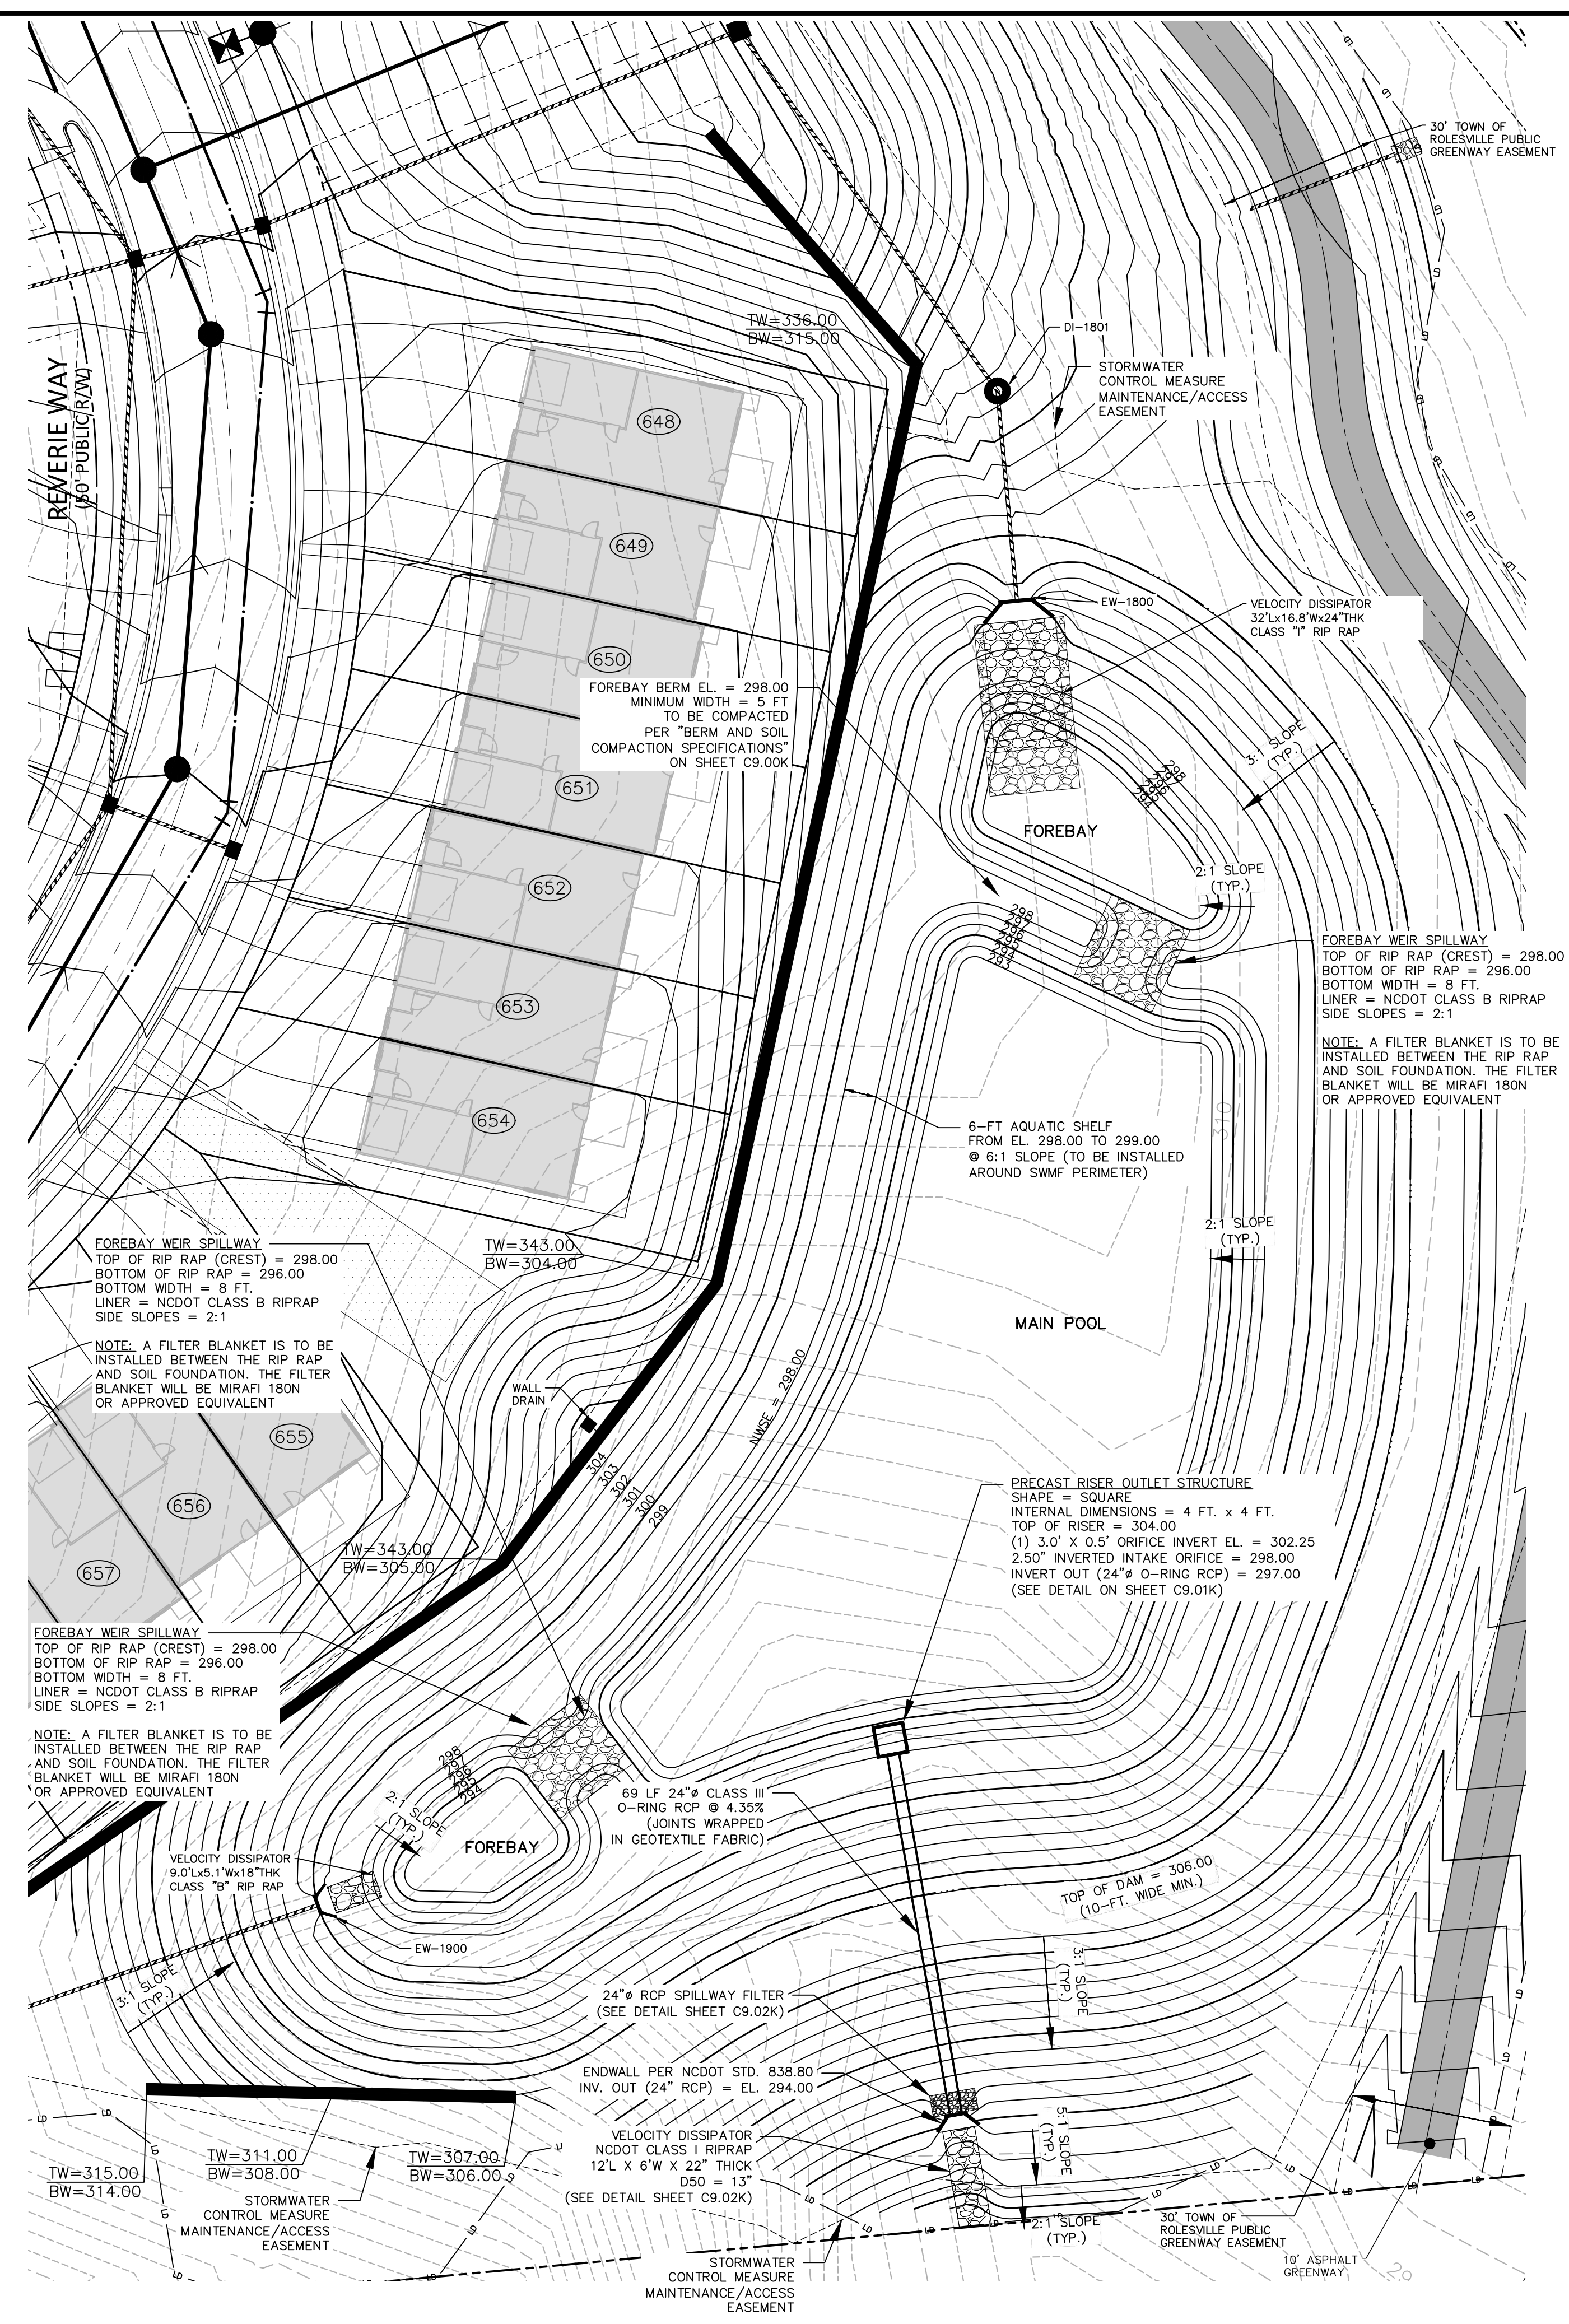 30' TOWN OF
ROLESVILLE PUBLIC
GREENWAY EASEMENT
REVERIE WAY
(50' PUBLIC R/W)
TW=336.00
BW=315.00
DI-1801
STORMWATER
CONTROL MEASURE
MAINTENANCE/ACCESS
EASEMENT
648
649
650
651
652
653
654
EW-1800
VELOCITY DISSIPATOR
32'Lx16.8'Wx24"THK
CLASS "I" RIP RAP
FOREBAY BERM EL. = 298.00
MINIMUM WIDTH = 5 FT
TO BE COMPACTED
PER "BERM AND SOIL
COMPACTION SPECIFICATIONS"
ON SHEET C9.00K
3:1 SLOPE
(TYP.)
298
297
296
295
294
FOREBAY
2:1 SLOPE
(TYP.)
298
297
296
295
294
293
FOREBAY WEIR SPILLWAY
TOP OF RIP RAP (CREST) = 298.00
BOTTOM OF RIP RAP = 296.00
BOTTOM WIDTH = 8 FT.
LINER = NCDOT CLASS B RIPRAP
SIDE SLOPES = 2:1
NOTE: A FILTER BLANKET IS TO BE
INSTALLED BETWEEN THE RIP RAP
AND SOIL FOUNDATION. THE FILTER
BLANKET WILL BE MIRAFI 180N
OR APPROVED EQUIVALENT
310
6-FT AQUATIC SHELF
FROM EL. 298.00 TO 299.00
@ 6:1 SLOPE (TO BE INSTALLED
AROUND SWMF PERIMETER)
2:1 SLOPE
(TYP.)
FOREBAY WEIR SPILLWAY
TOP OF RIP RAP (CREST) = 298.00
BOTTOM OF RIP RAP = 296.00
BOTTOM WIDTH = 8 FT.
LINER = NCDOT CLASS B RIPRAP
SIDE SLOPES = 2:1
NOTE: A FILTER BLANKET IS TO BE
INSTALLED BETWEEN THE RIP RAP
AND SOIL FOUNDATION. THE FILTER
BLANKET WILL BE MIRAFI 180N
OR APPROVED EQUIVALENT
TW=343.00
BW=304.00
MAIN POOL
WALL
DRAIN
NWSE = 298.00
304
303
302
301
300
299
655
656
657
TW=343.00
BW=305.00
PRECAST RISER OUTLET STRUCTURE
SHAPE = SQUARE
INTERNAL DIMENSIONS = 4 FT. x 4 FT.
TOP OF RISER = 304.00
(1) 3.0' X 0.5' ORIFICE INVERT EL. = 302.25
2.50" INVERTED INTAKE ORIFICE = 298.00
INVERT OUT (24"ø O-RING RCP) = 297.00
(SEE DETAIL ON SHEET C9.01K)
FOREBAY WEIR SPILLWAY
TOP OF RIP RAP (CREST) = 298.00
BOTTOM OF RIP RAP = 296.00
BOTTOM WIDTH = 8 FT.
LINER = NCDOT CLASS B RIPRAP
SIDE SLOPES = 2:1
NOTE: A FILTER BLANKET IS TO BE
INSTALLED BETWEEN THE RIP RAP
AND SOIL FOUNDATION. THE FILTER
BLANKET WILL BE MIRAFI 180N
OR APPROVED EQUIVALENT
298
294
2:1 SLOPE
(TYP.)
FOREBAY
69 LF 24"ø CLASS III
O-RING RCP @ 4.35%
(JOINTS WRAPPED
IN GEOTEXTILE FABRIC)
VELOCITY DISSIPATOR
9.0'Lx5.1'Wx18"THK
CLASS "B" RIP RAP
TOP OF DAM = 306.00
(10-FT. WIDE MIN.)
EW-1900
3:1 SLOPE
(TYP.)
3:1 SLOPE
(TYP.)
24"ø RCP SPILLWAY FILTER
(SEE DETAIL SHEET C9.02K)
ENDWALL PER NCDOT STD. 838.80
INV. OUT (24" RCP) = EL. 294.00
VELOCITY DISSIPATOR
NCDOT CLASS I RIPRAP
12'L X 6'W X 22" THICK
D50 = 13"
(SEE DETAIL SHEET C9.02K)
5:1 SLOPE
(TYP.)
2:1 SLOPE
(TYP.)
TW=315.00
BW=314.00
TW=311.00
BW=308.00
TW=307.00
BW=306.00
STORMWATER
CONTROL MEASURE
MAINTENANCE/ACCESS
EASEMENT
STORMWATER
CONTROL MEASURE
MAINTENANCE/ACCESS
EASEMENT
30' TOWN OF
ROLESVILLE PUBLIC
GREENWAY EASEMENT
10' ASPHALT
GREENWAY